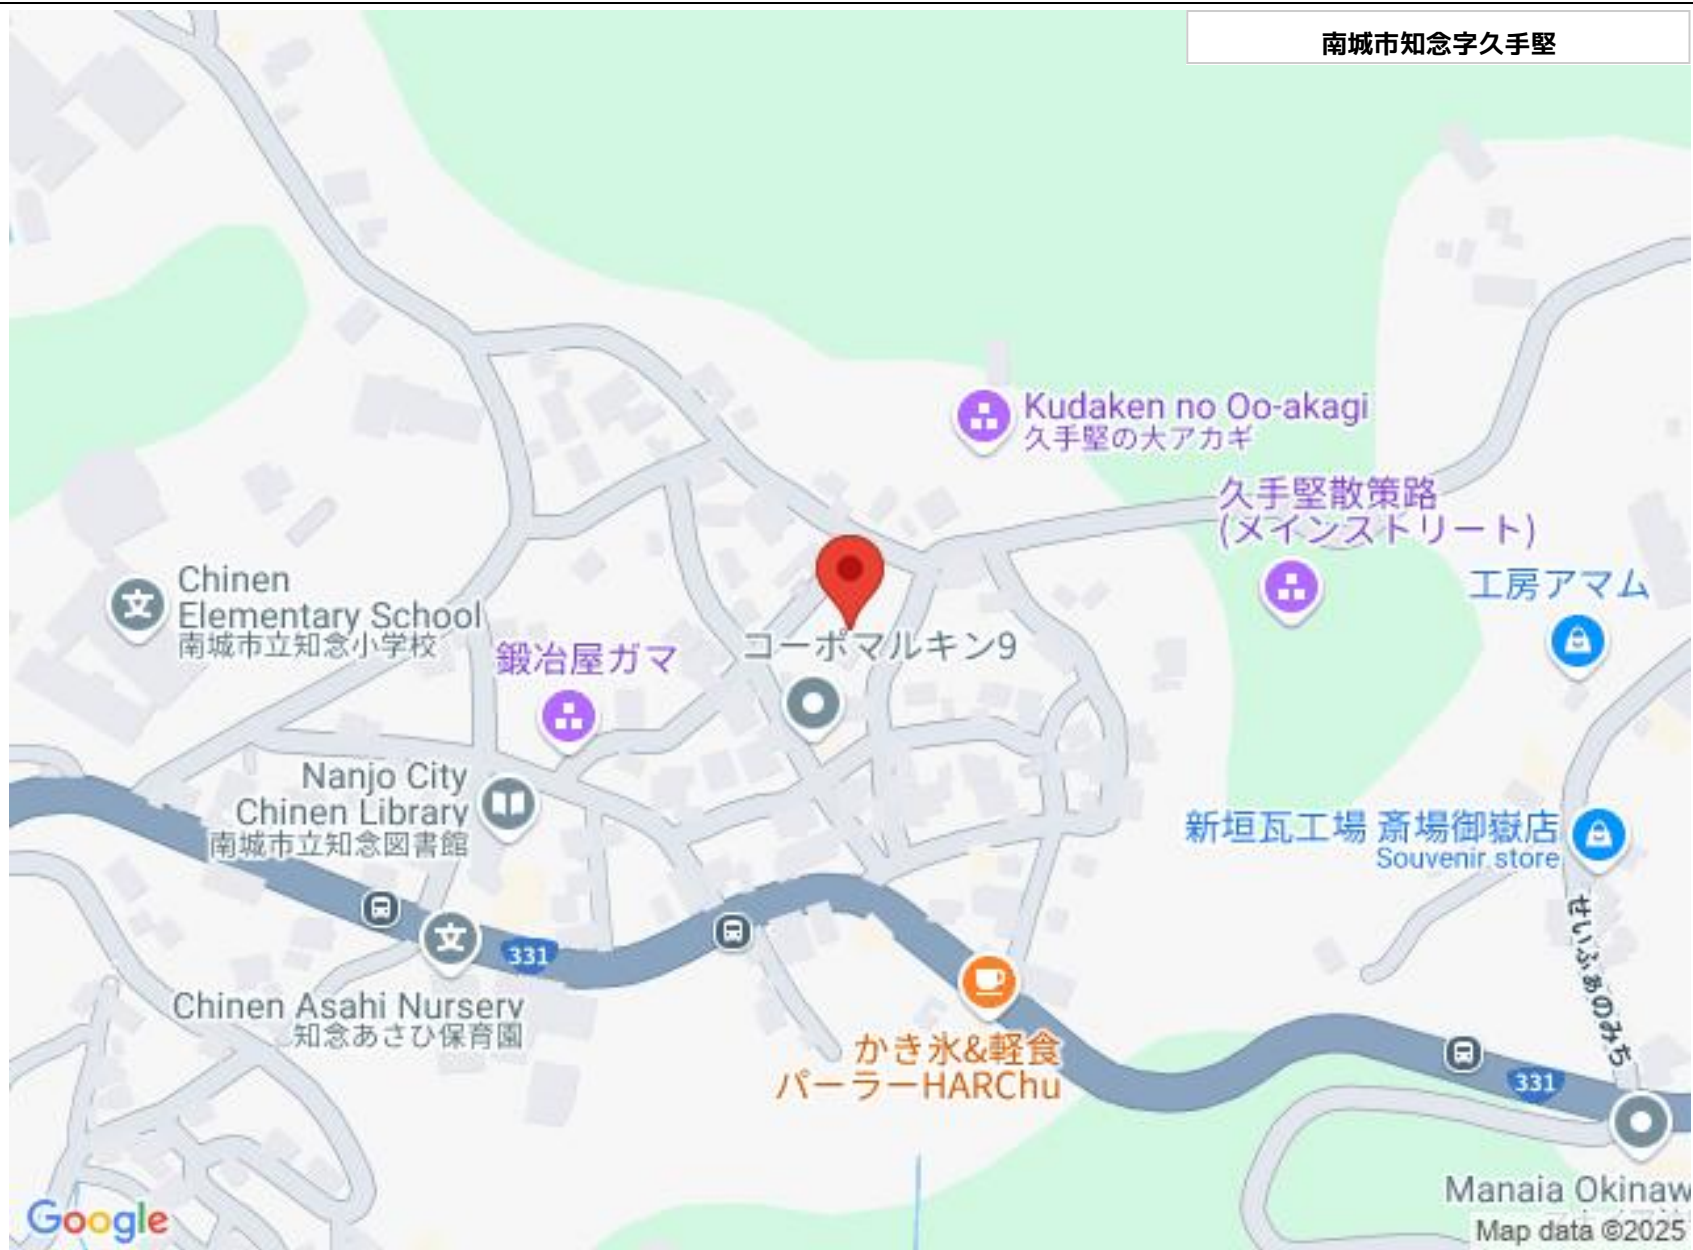 南城市知念字久手堅
Kudaken no Oo-akagi
久手堅の大アカギ
久手堅散策路
(メインストリート)
工房アマム
Chinen
Elementary School
南城市立知念小学校
鍛冶屋ガマ
コーポマルキン9
Nanjo City
Chinen Library
南城市立知念図書館
新垣瓦工場 斎場御嶽店
Souvenir store
せいふぁのみち
331
Chinen Asahi Nursery
知念あさひ保育園
かき氷&軽食
パーラーHARChu
331
Manaia Okinaw
Google
Map data ©2025